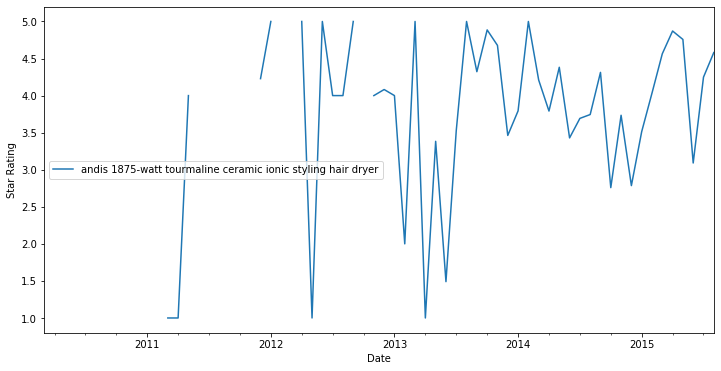 5.0
4.5
4.0
3.5
3.0
2.5
2.0
1.5
1.0
Star Rating
andis 1875-watt tourmaline ceramic ionic styling hair dryer
2011 2012 2013 2014 2015
Date